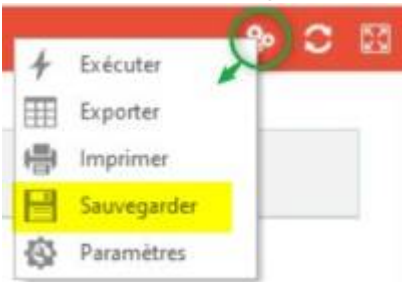 Exécuter
Exporter
Imprimer
Sauvegarder
Paramètres